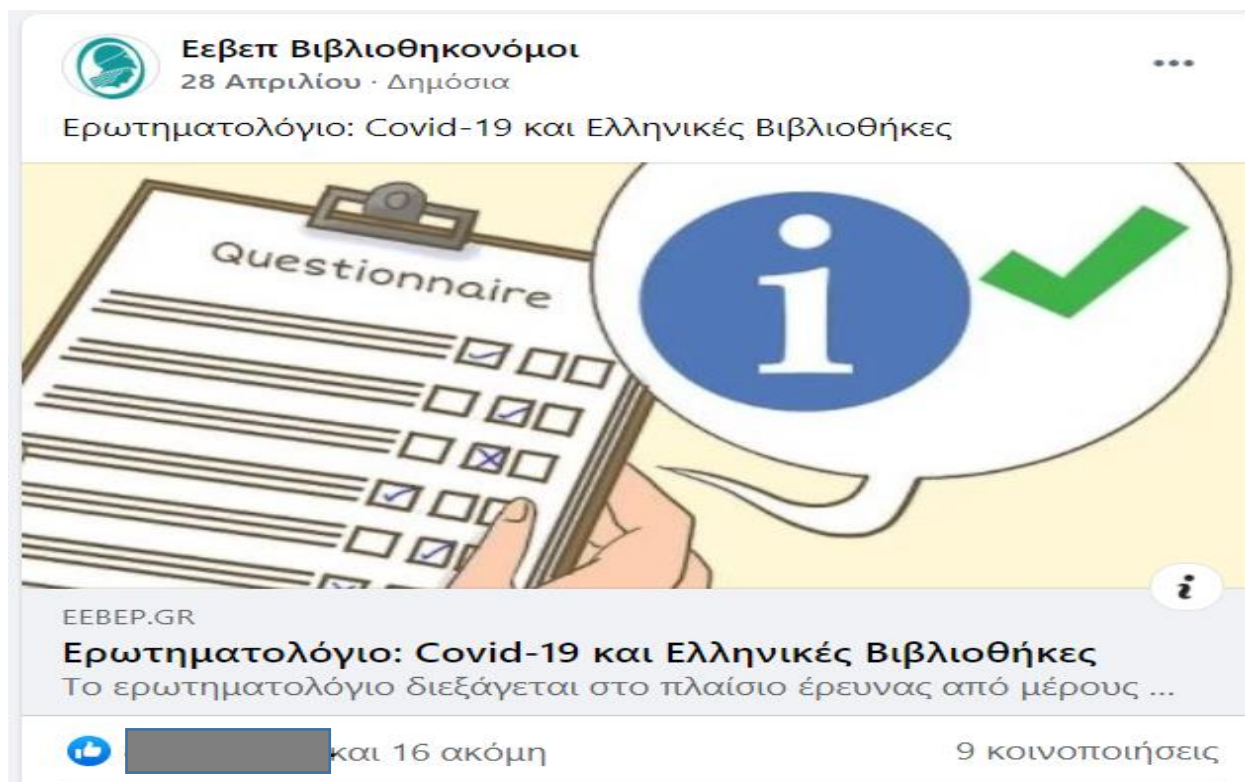 Εεβεπ Βιβλιοθηκονόμοι
28 Απριλίου · Δημόσια
Ερωτηματολόγιο: Covid-19 και Ελληνικές Βιβλιοθήκες
Questionnaire
i
i
EEBEP.GR
Ερωτηματολόγιο: Covid-19 και Ελληνικές Βιβλιοθήκες
Το ερωτηματολόγιο διεξάγεται στο πλαίσιο έρευνας από μέρους ...
και 16 ακόμη
9 κοινοποιήσεις